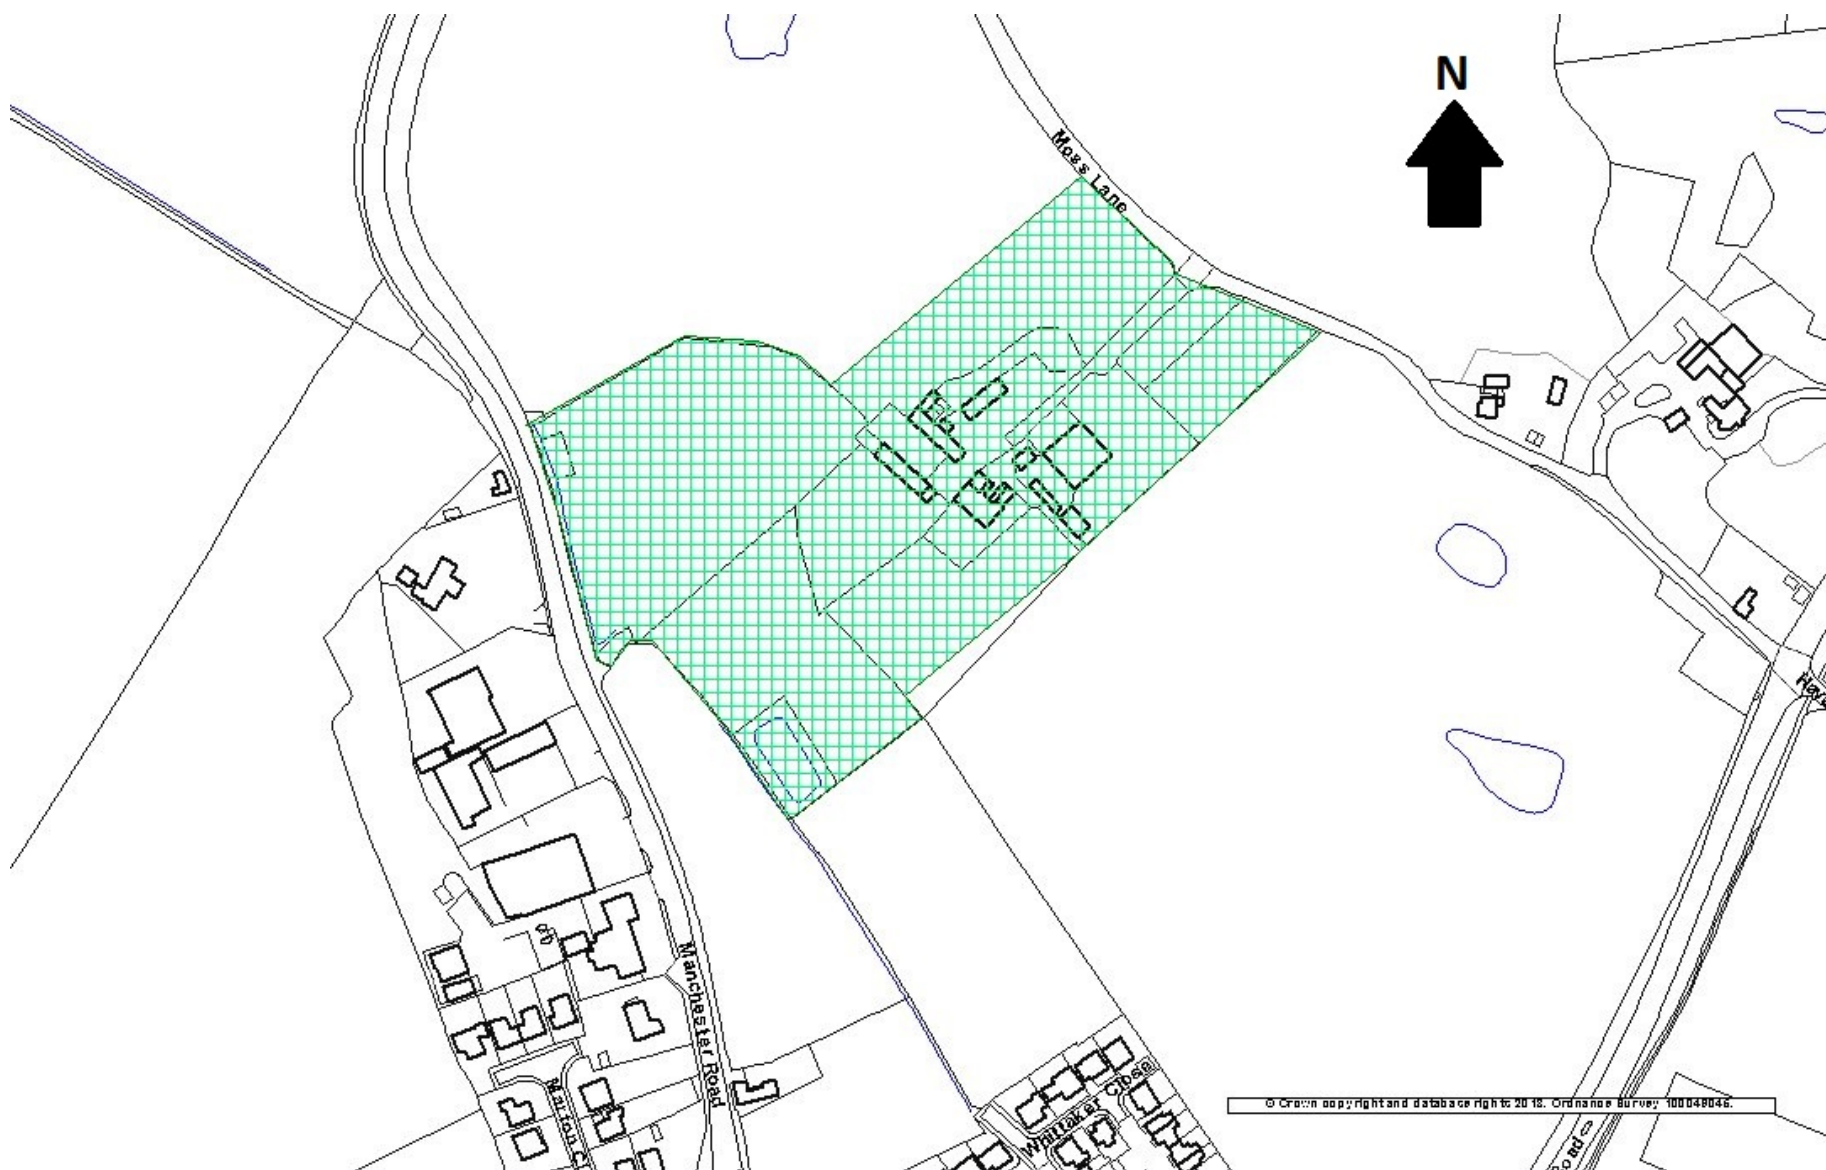 N
Moss Lane
Manchester Road
Whittaker Close
© Crown copyright and database rights 2018. Ordnance Survey 100049046.